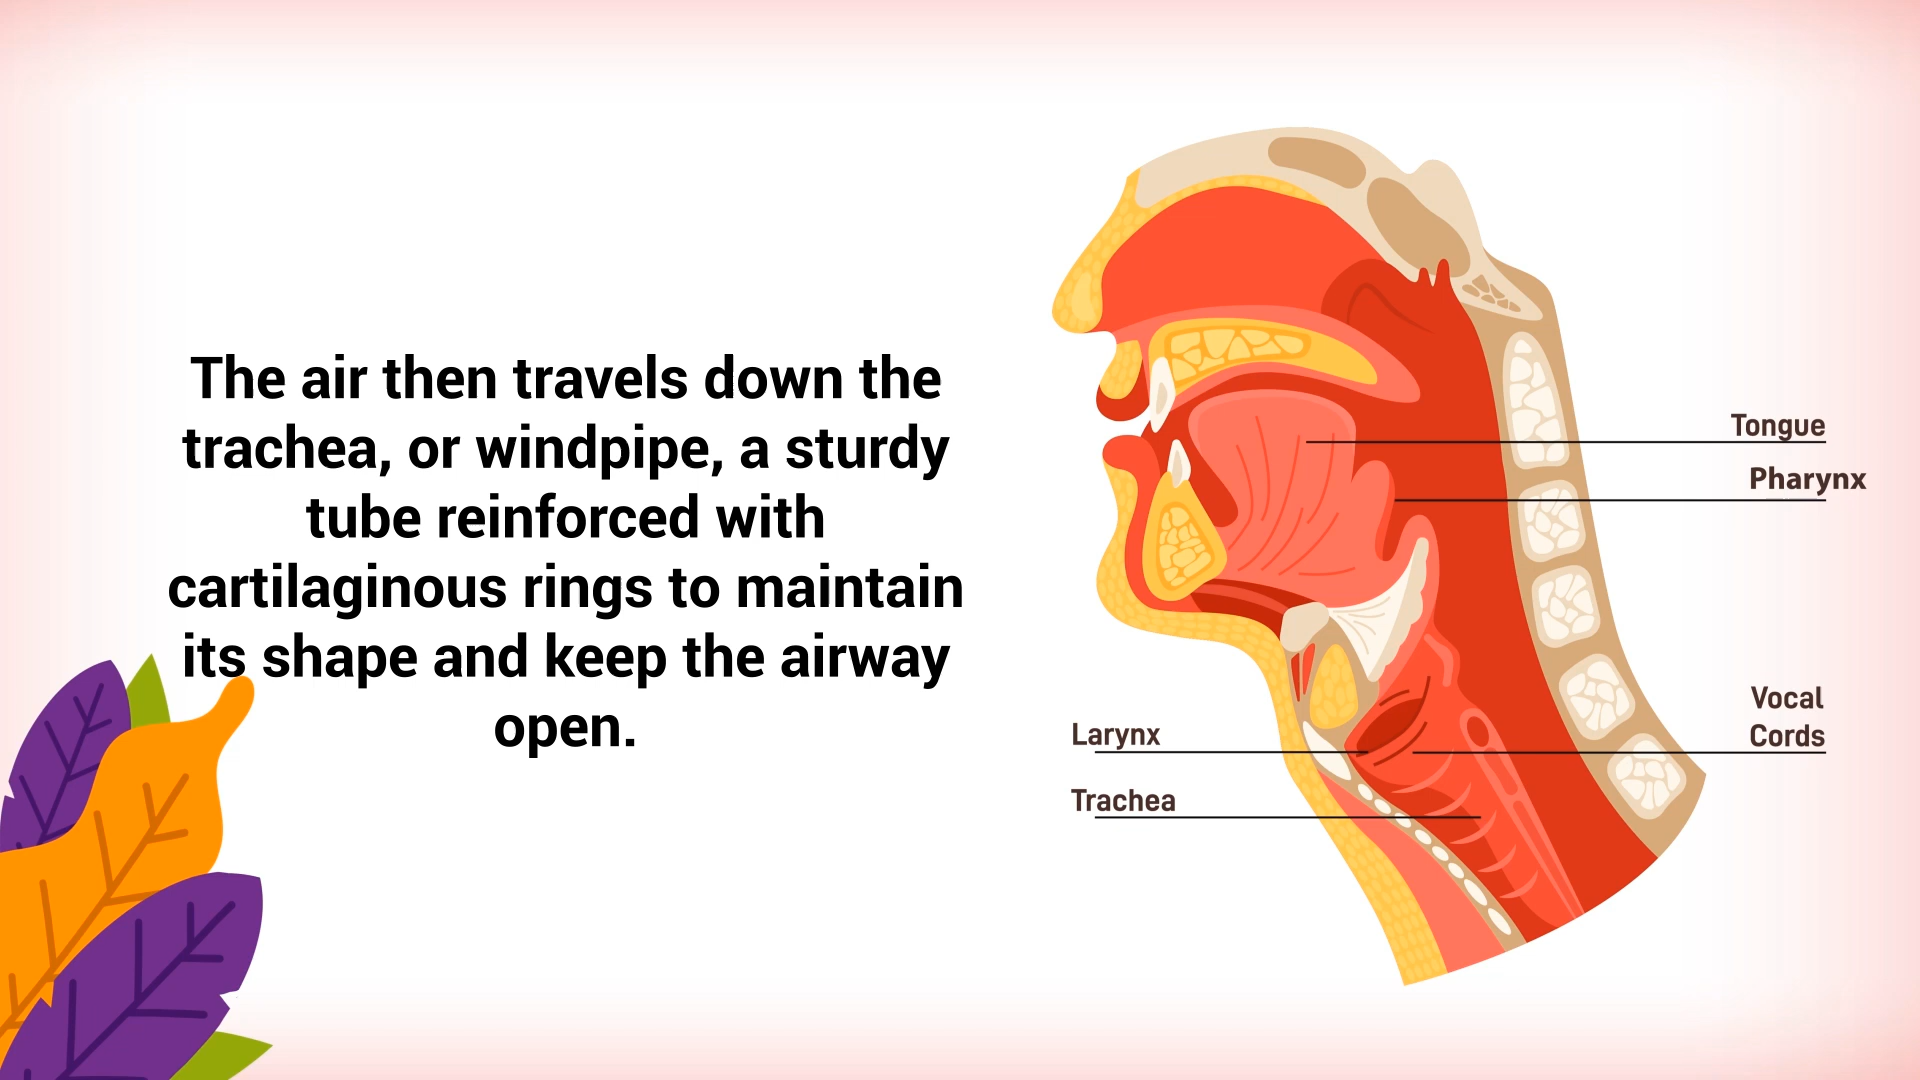 The air then travels down the
trachea, or windpipe, a sturdy
tube reinforced with
cartilaginous rings to maintain
its shape and keep the airway
open.
Tongue
Pharynx
Vocal
Cords
Larynx
Trachea